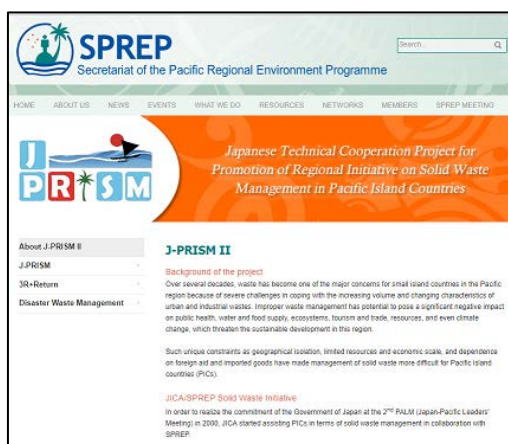 SPREP
Secretariat of the Pacific Regional Environment Programme
Search...
HOME ABOUT US NEWS EVENTS WHAT WE DO RESOURCES NETWORKS MEMBERS SPREP MEETING
J
PRISM
Japanese Technical Cooperation Project for
Promotion of Regional Initiative on Solid Waste
Management in Pacific Island Countries
About J-PRISM II
J-PRISM
3R+Return
Disaster Waste Management
J-PRISM II
Background of the project
Over several decades, waste has become one of the major concerns for small island countries in the Pacific
region because of severe challenges in coping with the increasing volume and changing characteristics of
urban and industrial wastes. Improper waste management has potential to pose a significant negative impact
on public health, water and food supply, ecosystems, tourism and trade, resources, and even climate
change, which threaten the sustainable development in this region.
Such unique constraints as geographical isolation, limited resources and economic scale, and dependence
on foreign aid and imported goods have made management of solid waste more difficult for Pacific island
countries (PICs).
JICA/SPREP Solid Waste Initiative
In order to realize the commitment of the Government of Japan at the 2nd PALM (Japan-Pacific Leaders'
Meeting) in 2000, JICA started assisting PICs in terms of solid waste management in collaboration with
SPREP.